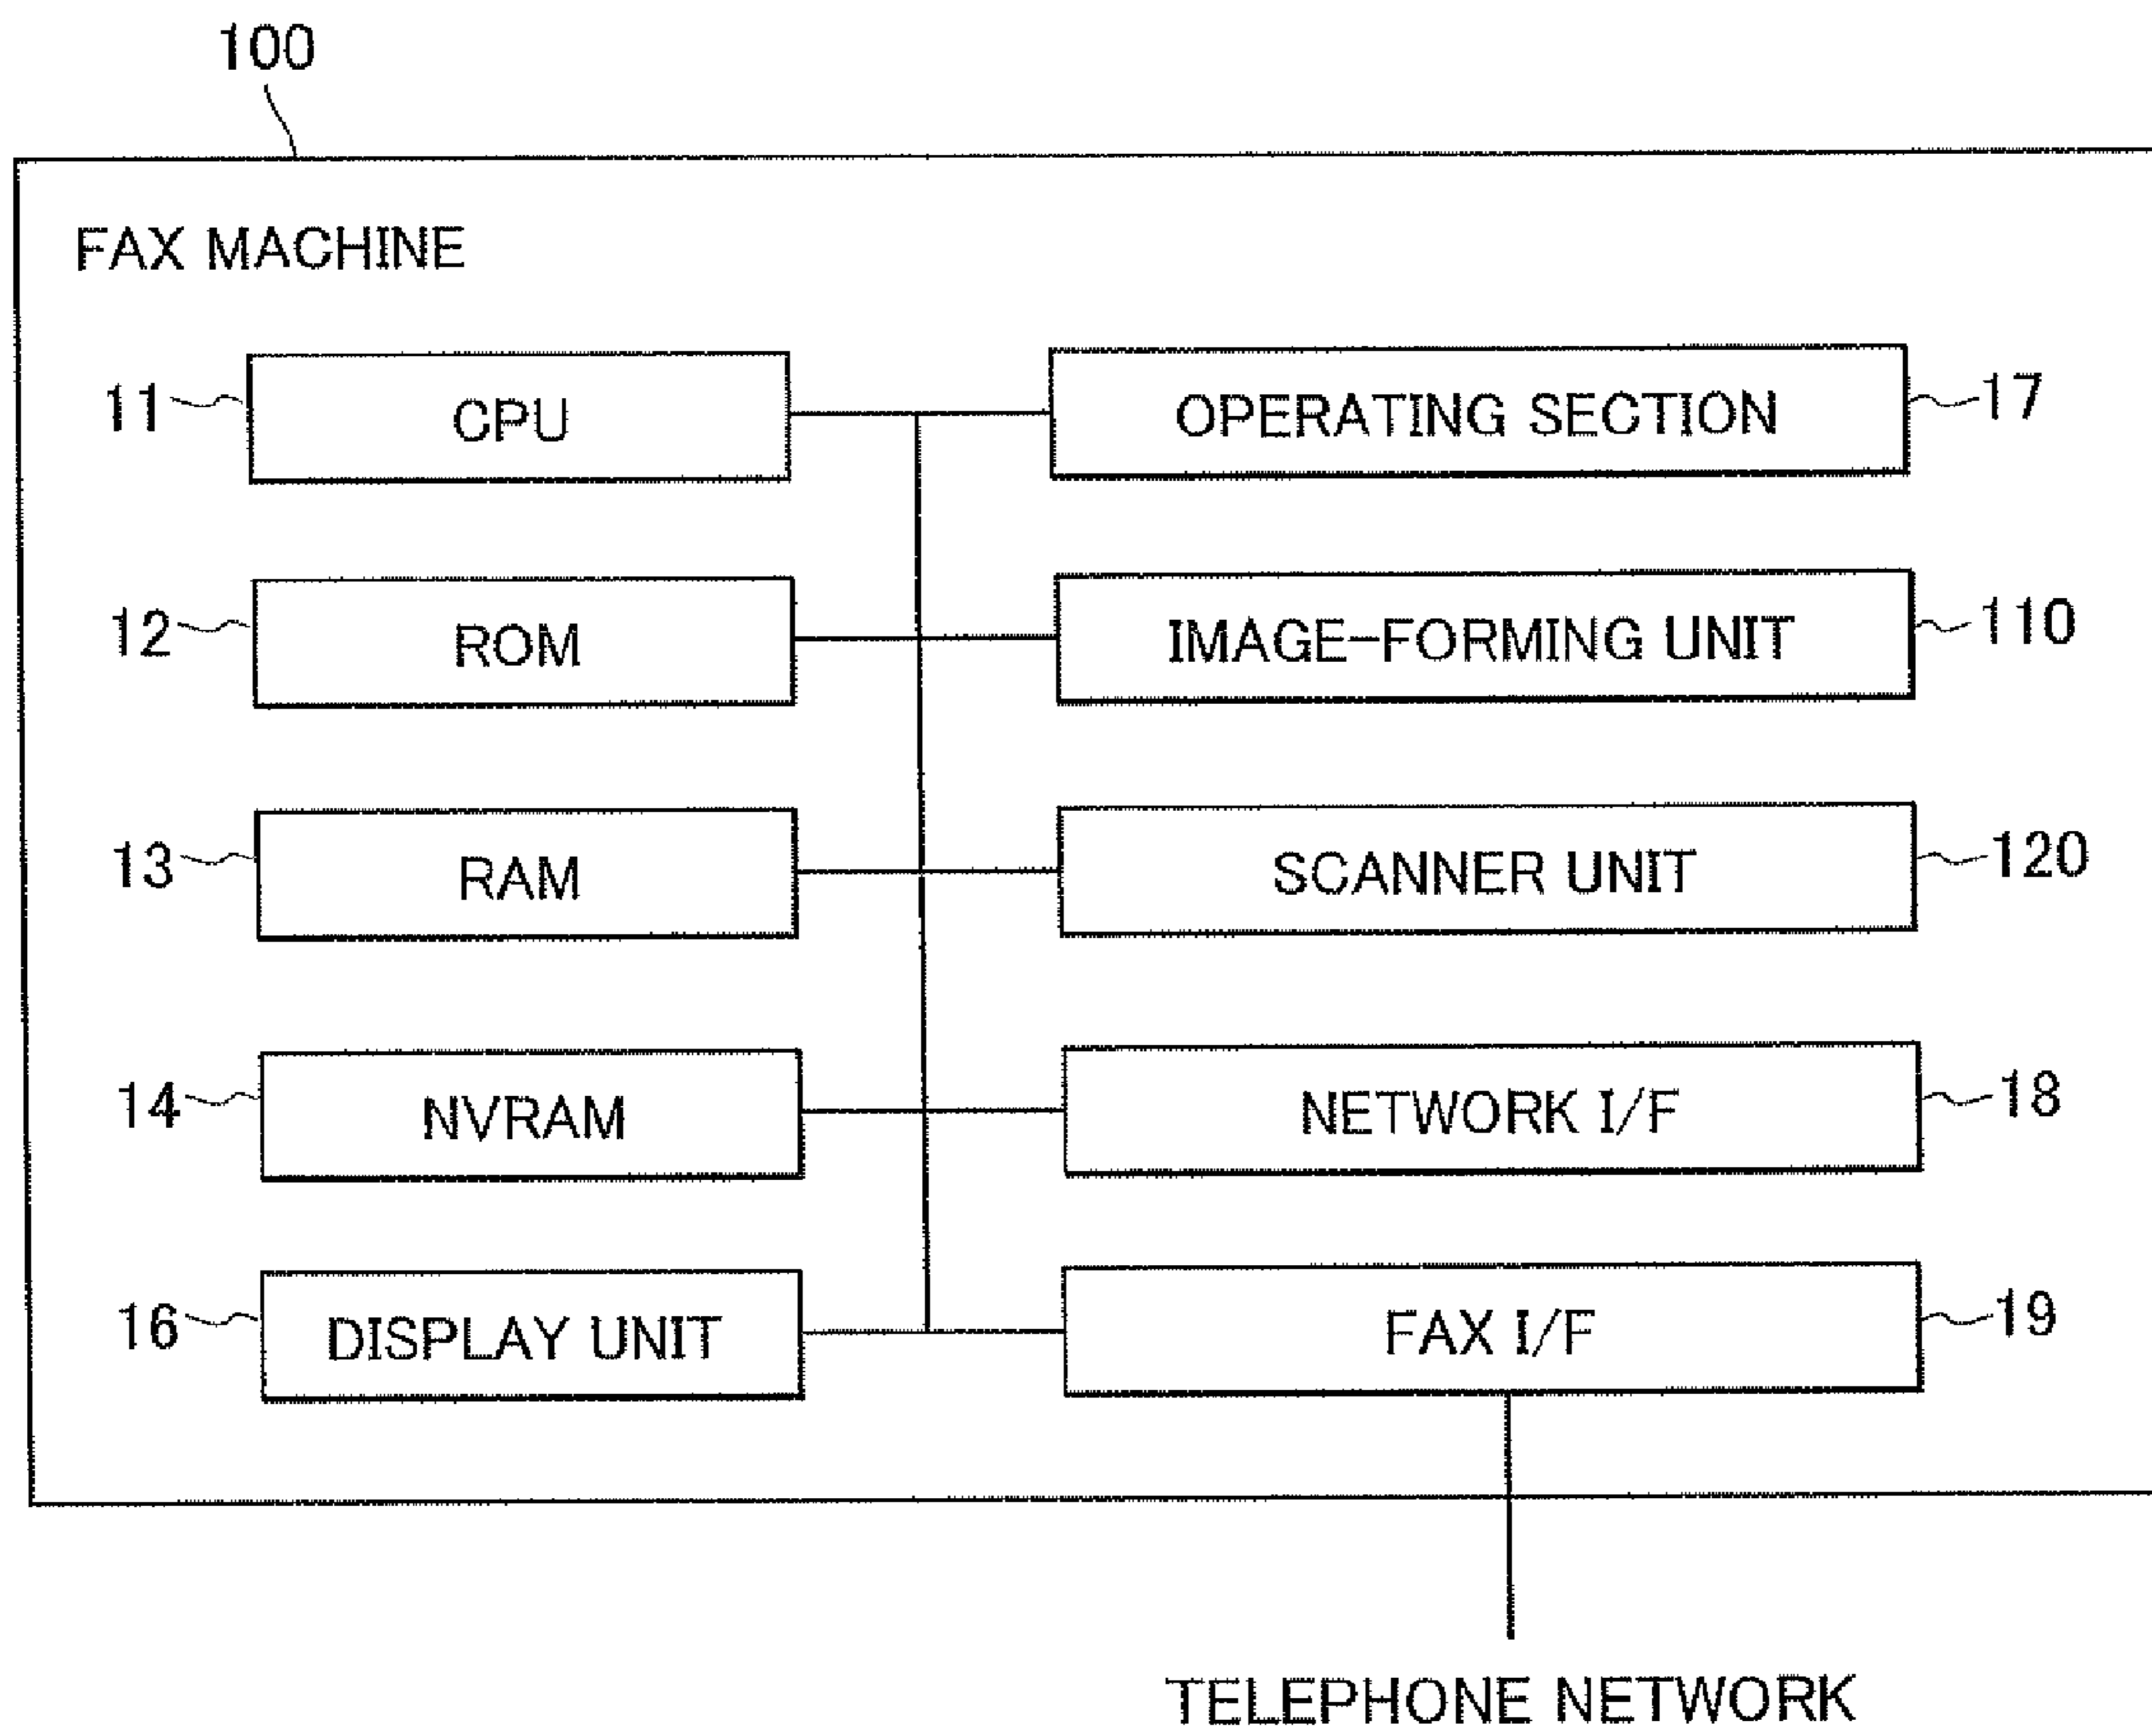 100
FAX MACHINE
11 CPU OPERATING SECTION 17
12 ROM IMAGE-FORMING UNIT 110
13 RAM SCANNER UNIT 120
14 NVRAM NETWORK I/F 18
16 DISPLAY UNIT FAX I/F 19
TELEPHONE NETWORK